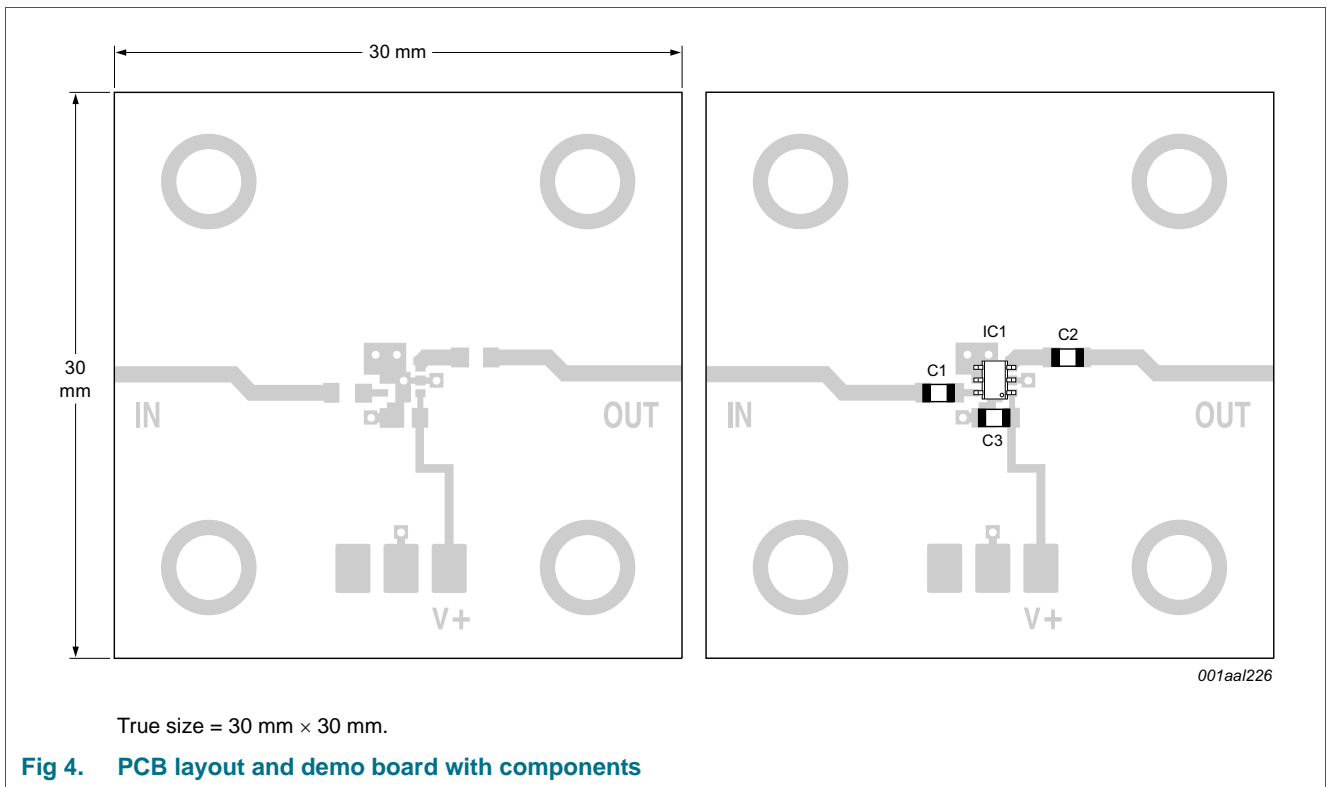 30 mm
30
mm
IN
OUT
V+
IC1
C2
C1
C3
IN
OUT
V+
001aal226
True size = 30 mm × 30 mm.
Fig 4. PCB layout and demo board with components